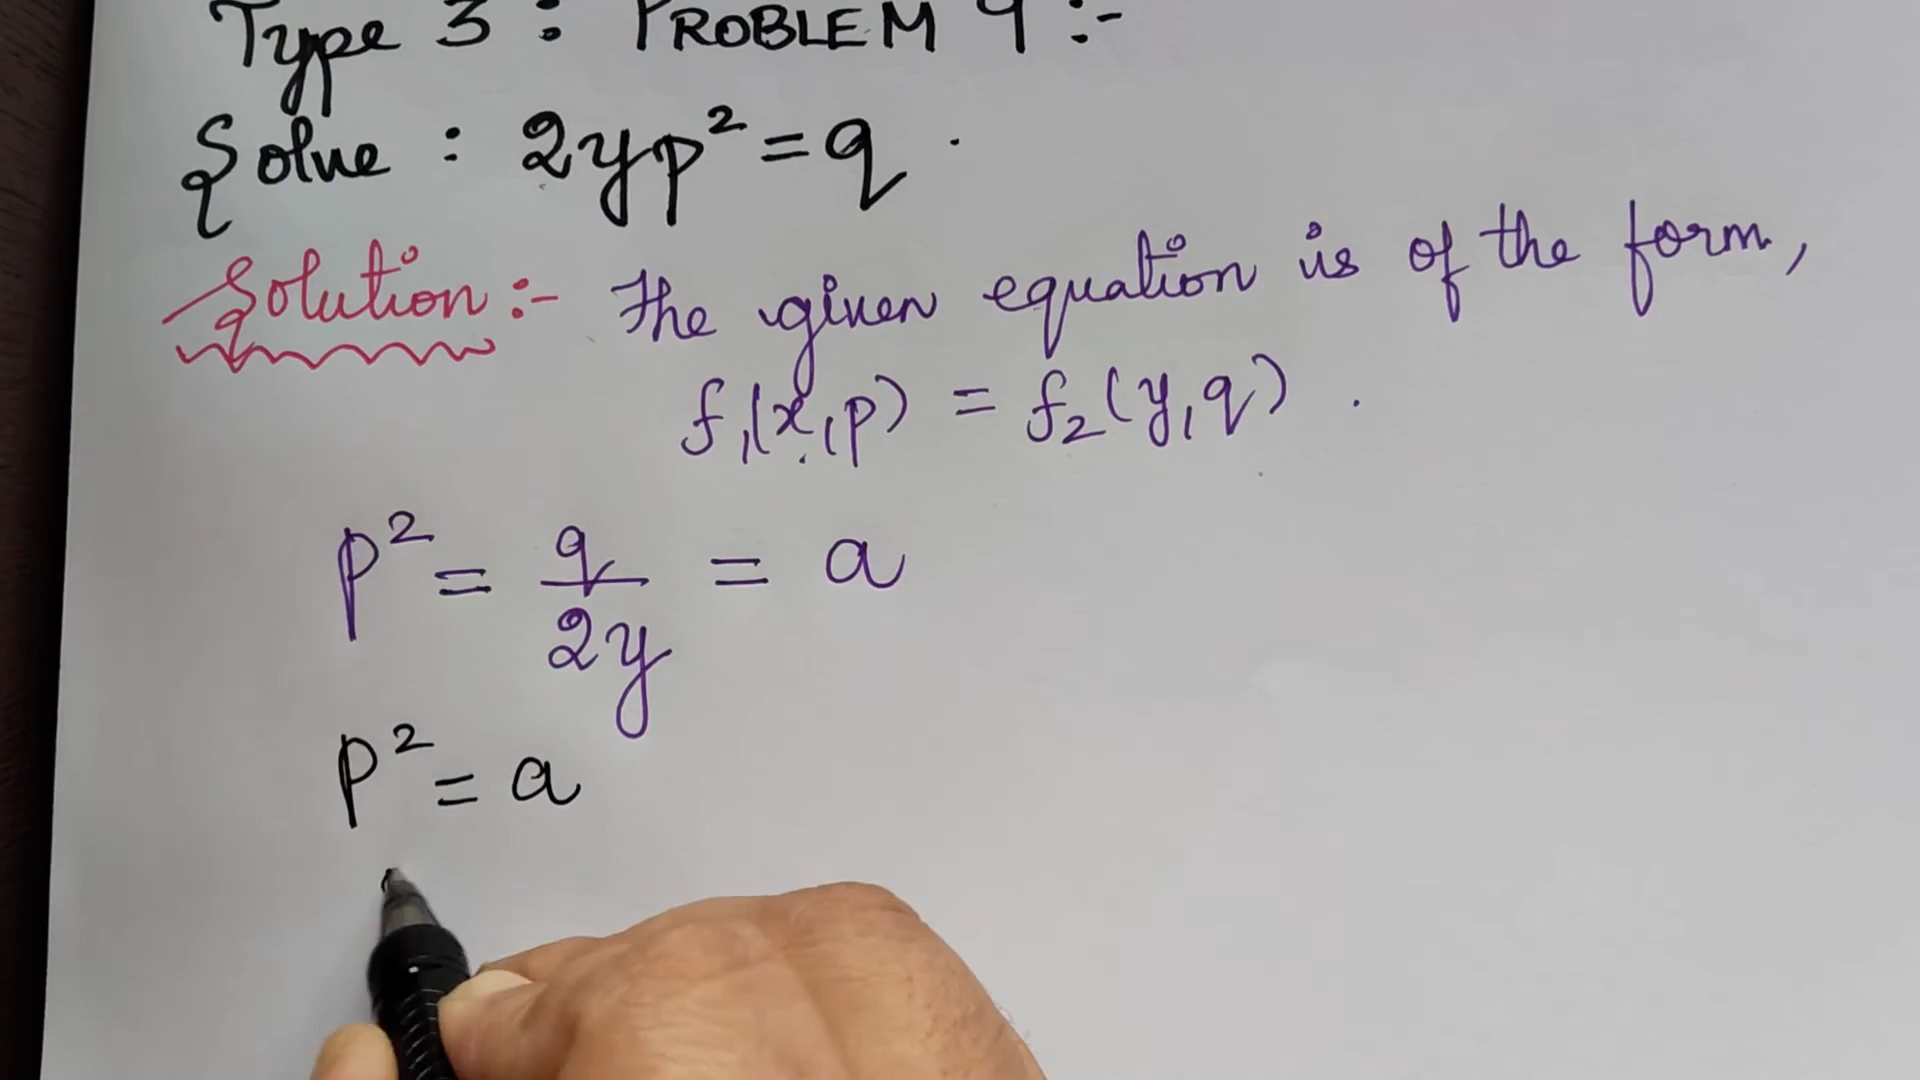 Type 3 : PROBLEM 9 :-
Solve : 2yp² = q .
Solution :- The given equation is of the form,
f₁(x,p) = f₂(y,q) .
p² = q/2y = a
p² = a